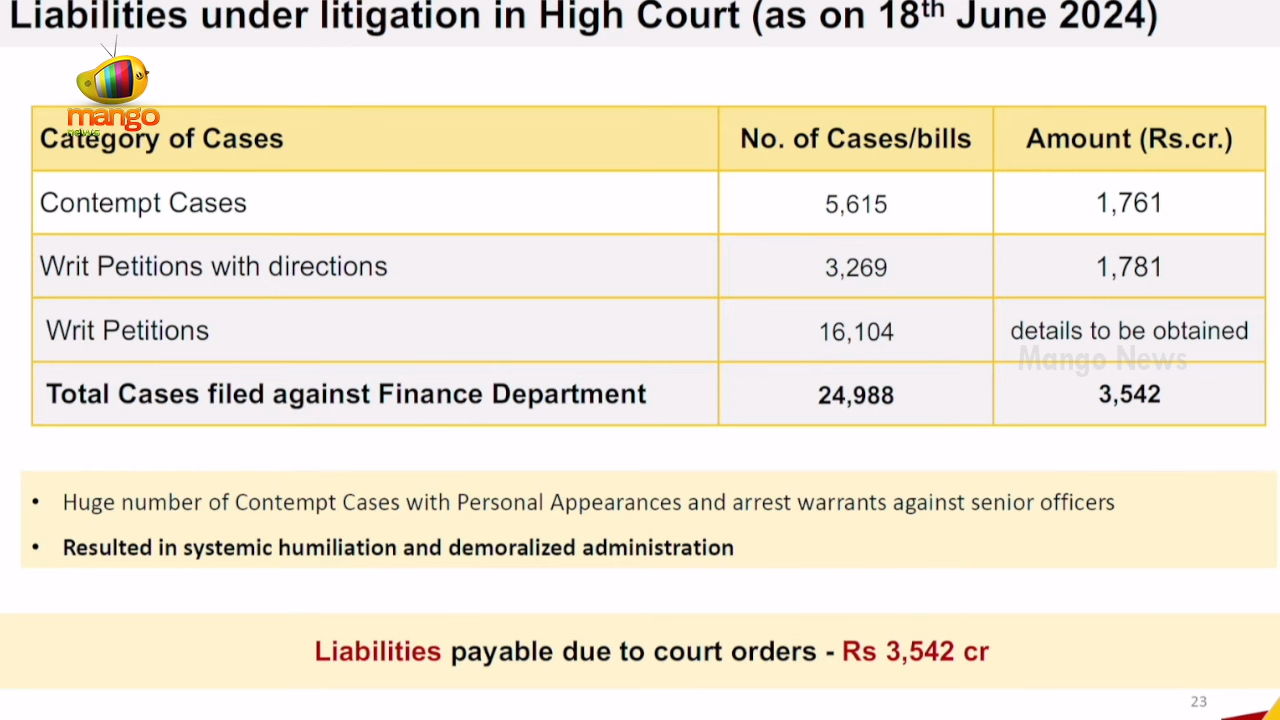 Liabilities under litigation in High Court (as on 18th June 2024)
mango
news
Category of Cases No. of Cases/bills Amount (Rs.cr.)
Contempt Cases 5,615 1,761
Writ Petitions with directions 3,269 1,781
Writ Petitions 16,104 details to be obtained
Mango News
Total Cases filed against Finance Department 24,988 3,542
• Huge number of Contempt Cases with Personal Appearances and arrest warrants against senior officers
• Resulted in systemic humiliation and demoralized administration
Liabilities payable due to court orders - Rs 3,542 cr
23